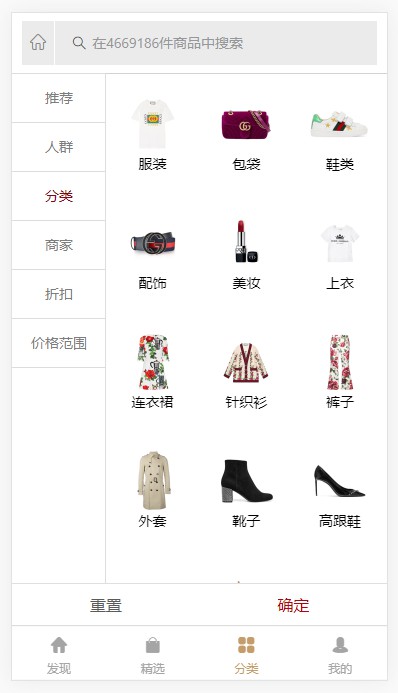 在4669186件商品中搜索
推荐
人群
分类
商家
折扣
价格范围
服装 包袋 鞋类
配饰 美妆 上衣
连衣裙 针织衫 裤子
外套 靴子 高跟鞋
重置 确定
发现 精选 分类 我的